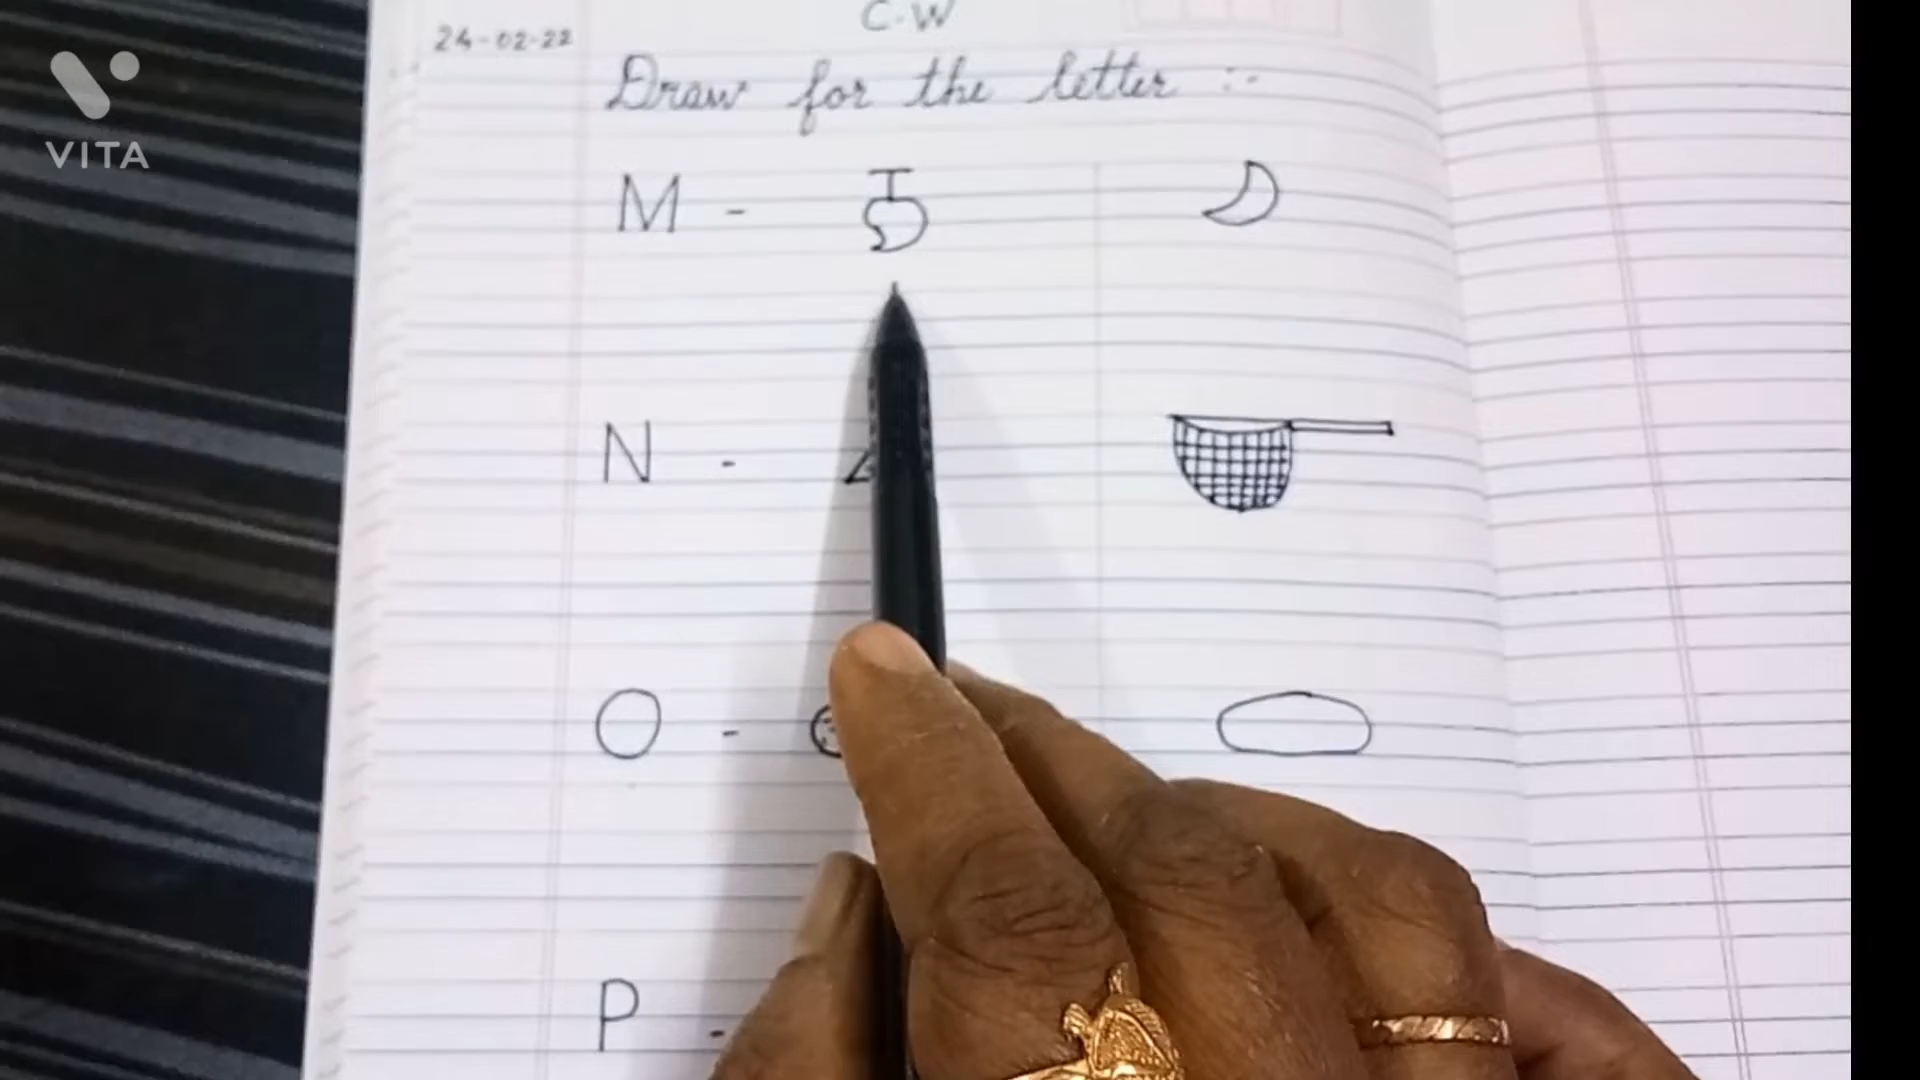 VITA
24-02-22
C.W
Draw for the letter :-
M -
N -
O -
P -